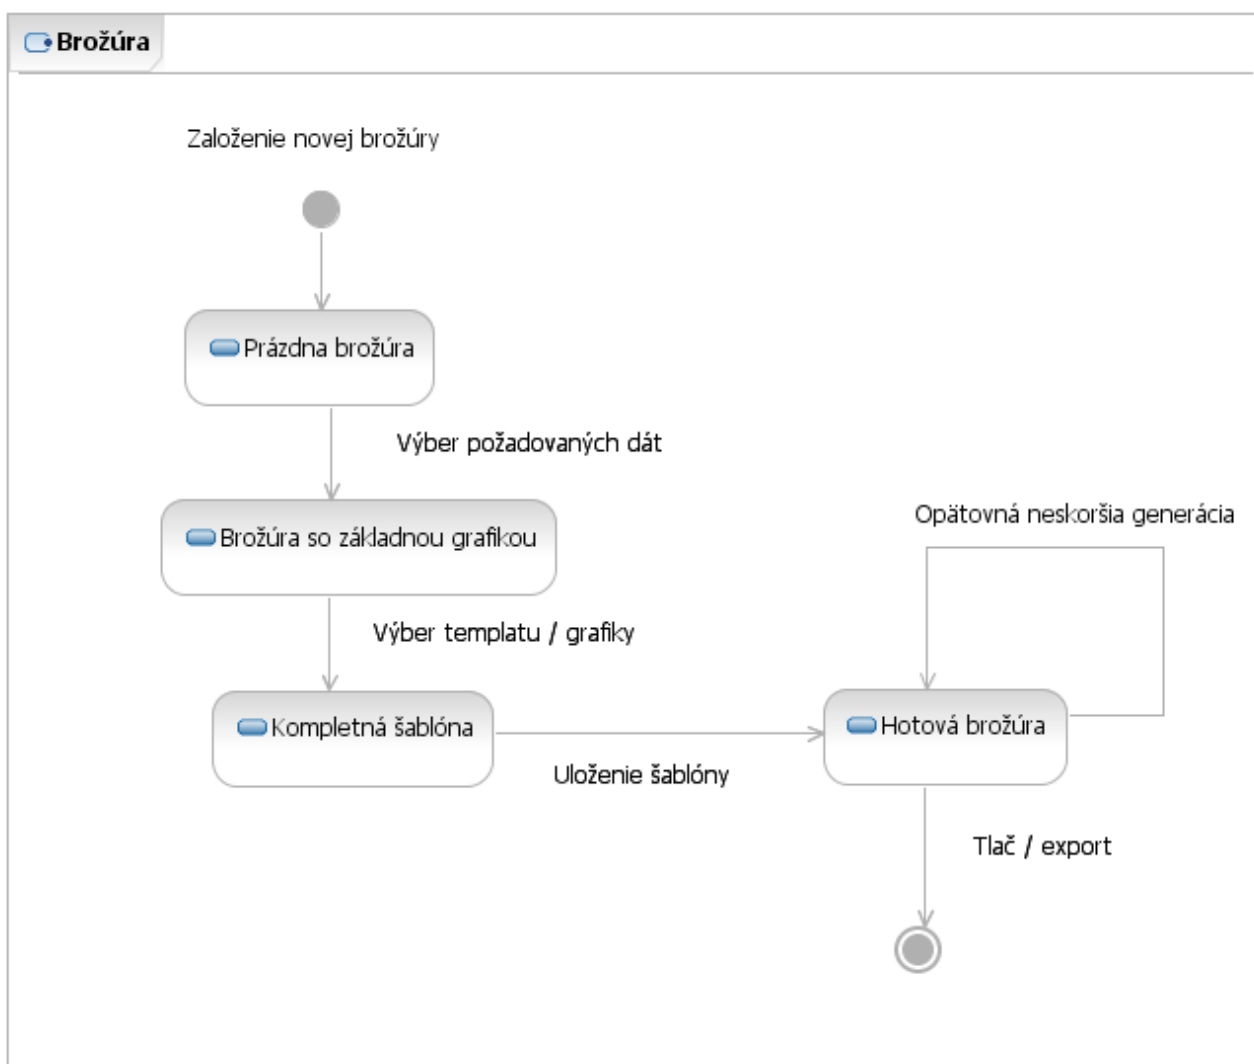 Brožúra
Založenie novej brožúry
Prázdna brožúra
Výber požadovaných dát
Brožúra so základnou grafikou
Opätovná neskoršia generácia
Výber templatu / grafiky
Kompletná šablóna
Hotová brožúra
Uloženie šablóny
Tlač / export